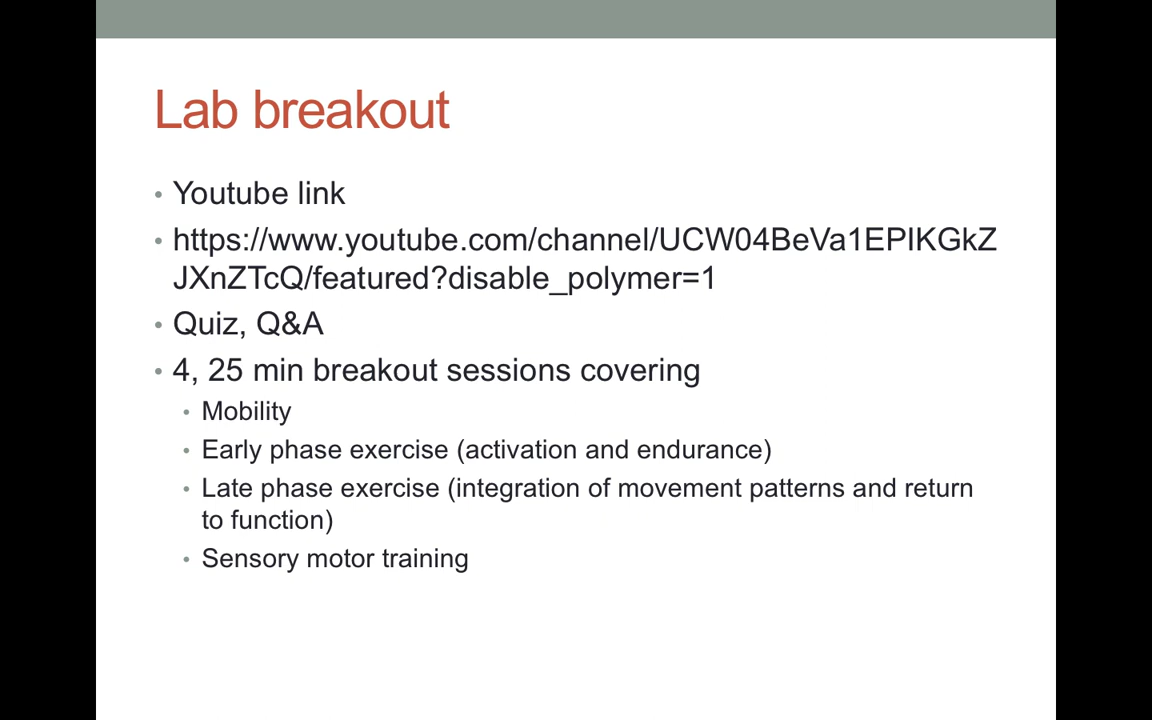 Lab breakout
• Youtube link
• https://www.youtube.com/channel/UCW04BeVa1EPIKGkZ
JXnZTcQ/featured?disable_polymer=1
• Quiz, Q&A
• 4, 25 min breakout sessions covering
• Mobility
• Early phase exercise (activation and endurance)
• Late phase exercise (integration of movement patterns and return
to function)
• Sensory motor training